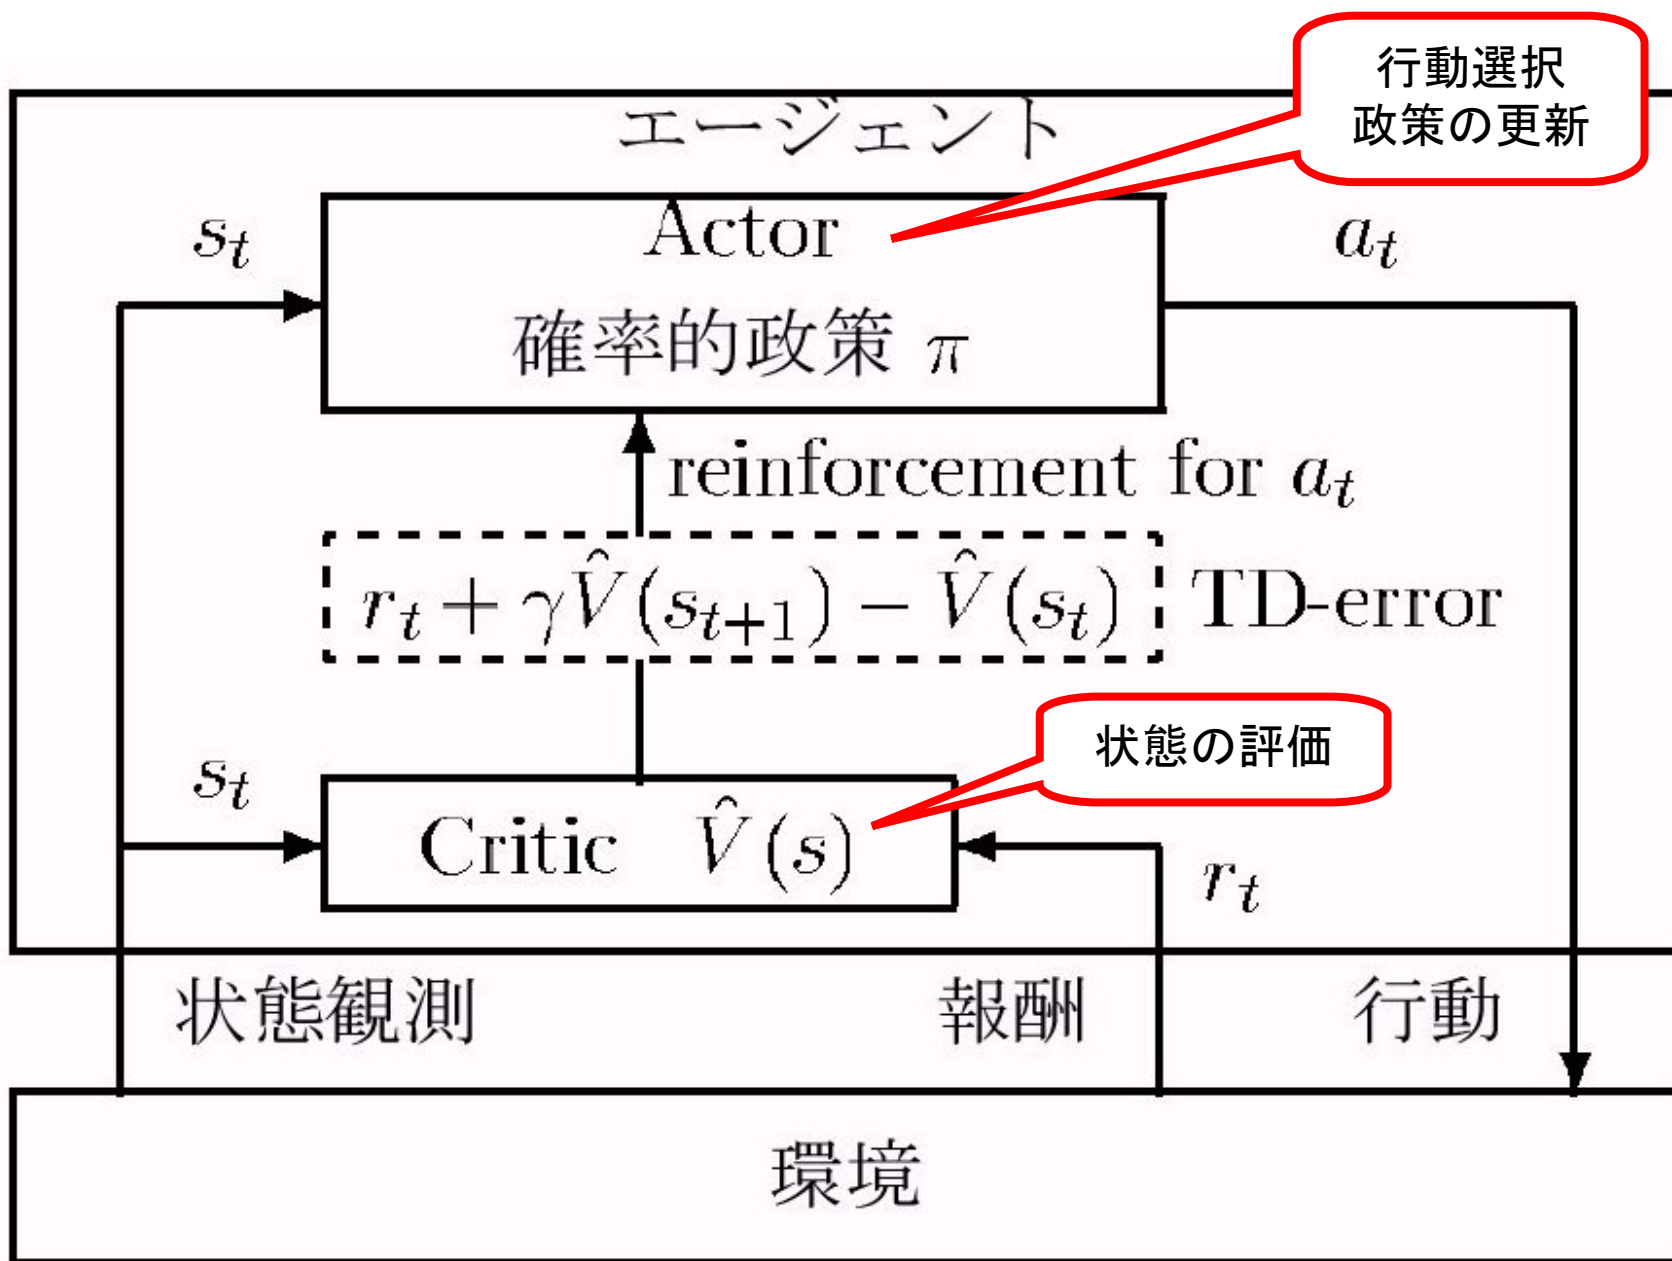 行動選択
政策の更新
エージェント
s_t
Actor
a_t
確率的政策 π
reinforcement for a_t
r_t + γV̂(s_{t+1}) − V̂(s_t)
TD-error
状態の評価
s_t
Critic V̂(s)
r_t
状態観測
報酬
行動
環境